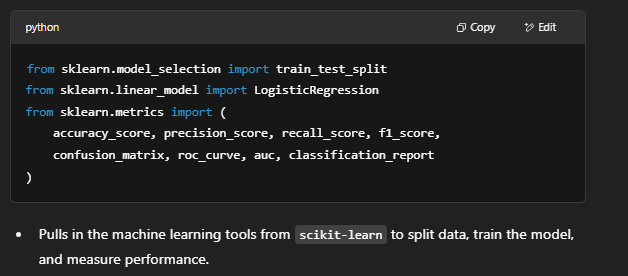 python
Copy
Edit
from sklearn.model_selection import train_test_split
from sklearn.linear_model import LogisticRegression
from sklearn.metrics import (
    accuracy_score, precision_score, recall_score, f1_score,
    confusion_matrix, roc_curve, auc, classification_report
)
• Pulls in the machine learning tools from scikit-learn to split data, train the model,
and measure performance.